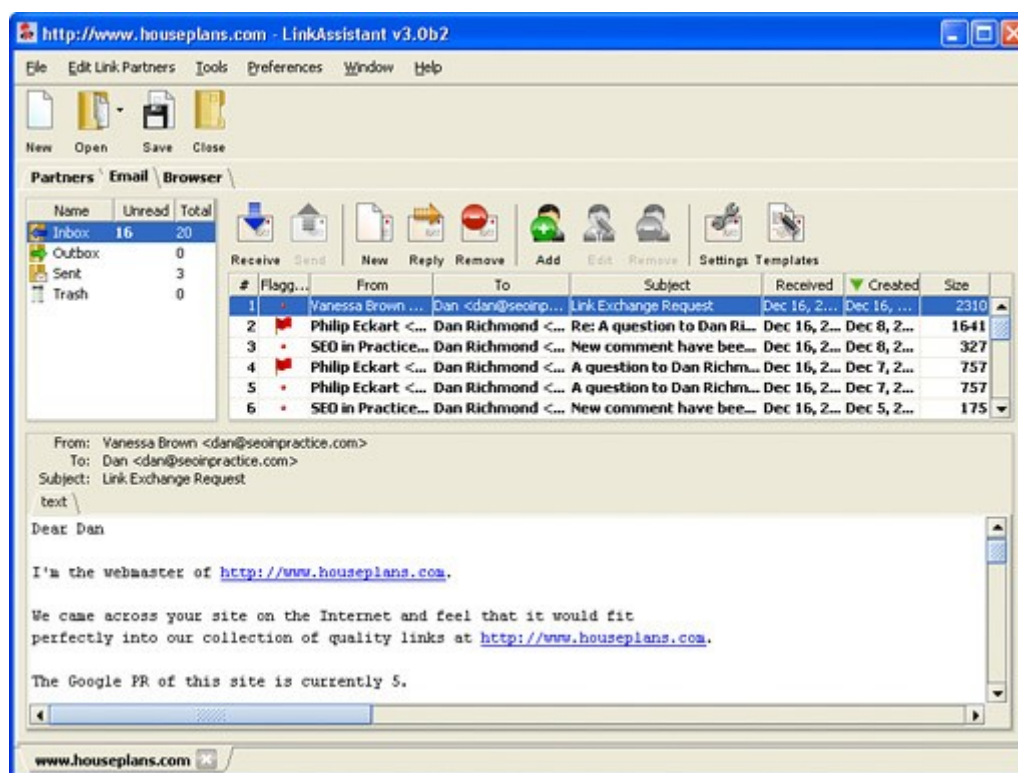 http://www.houseplans.com - LinkAssistant v3.0b2
File Edit Link Partners Tools Preferences Window Help
New Open Save Close
Partners Email Browser
Name Unread Total
Inbox 16 20
Outbox 0
Sent 3
Trash 0
Receive Send New Reply Remove Add Edit Remove Settings Templates
# Flagg... From To Subject Received Created Size
1 Vanessa Brown ... Dan <dan@seoinp... Link Exchange Request Dec 16, 2... Dec 16, ... 2310
2 Philip Eckart <... Dan Richmond <... Re: A question to Dan Ri... Dec 16, 2... Dec 8, 2... 1641
3 SEO in Practice... Dan Richmond <... New comment have bee... Dec 16, 2... Dec 8, 2... 327
4 Philip Eckart <... Dan Richmond <... A question to Dan Richm... Dec 16, 2... Dec 7, 2... 757
5 Philip Eckart <... Dan Richmond <... A question to Dan Richm... Dec 16, 2... Dec 7, 2... 757
6 SEO in Practice... Dan Richmond <... New comment have bee... Dec 16, 2... Dec 5, 2... 175
From: Vanessa Brown <dan@seoinpractice.com>
To: Dan <dan@seoinpractice.com>
Subject: Link Exchange Request
text
Dear Dan
I'm the webmaster of http://www.houseplans.com.
We came across your site on the Internet and feel that it would fit
perfectly into our collection of quality links at http://www.houseplans.com.
The Google PR of this site is currently 5.
www.houseplans.com